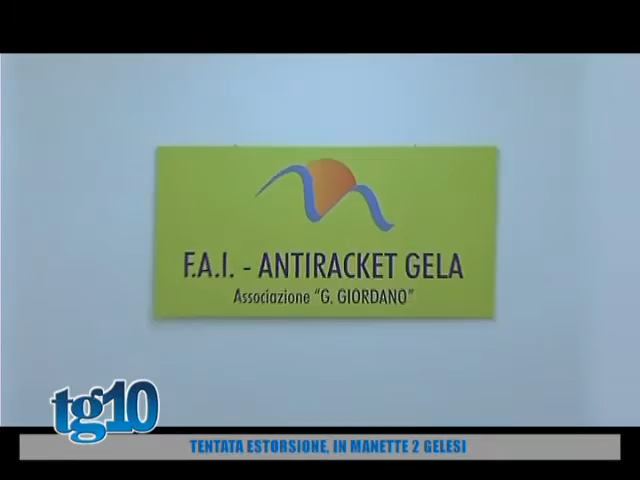 F.A.I. - ANTIRACKET GELA
Associazione "G. GIORDANO"
tg10
TENTATA ESTORSIONE, IN MANETTE 2 GELESI